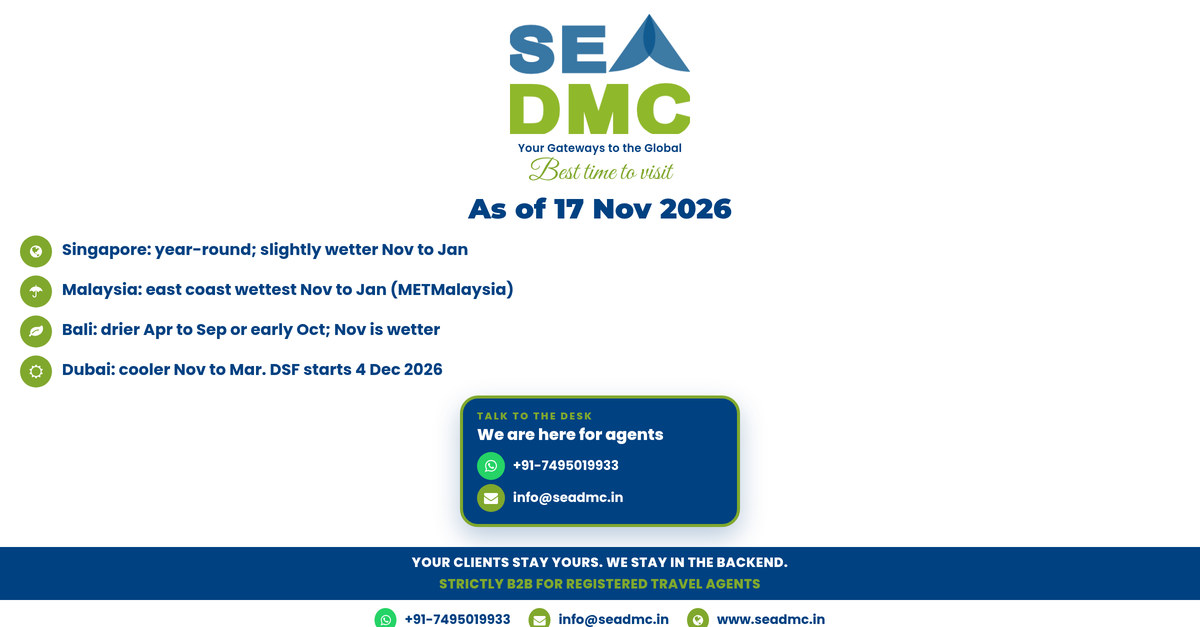 SEA
DMC
Your Gateways to the Global
Best time to visit
As of 17 Nov 2026
Singapore: year-round; slightly wetter Nov to Jan
Malaysia: east coast wettest Nov to Jan (METMalaysia)
Bali: drier Apr to Sep or early Oct; Nov is wetter
Dubai: cooler Nov to Mar. DSF starts 4 Dec 2026
TALK TO THE DESK
We are here for agents
+91-7495019933
info@seadmc.in
YOUR CLIENTS STAY YOURS. WE STAY IN THE BACKEND.
STRICTLY B2B FOR REGISTERED TRAVEL AGENTS
+91-7495019933 info@seadmc.in www.seadmc.in